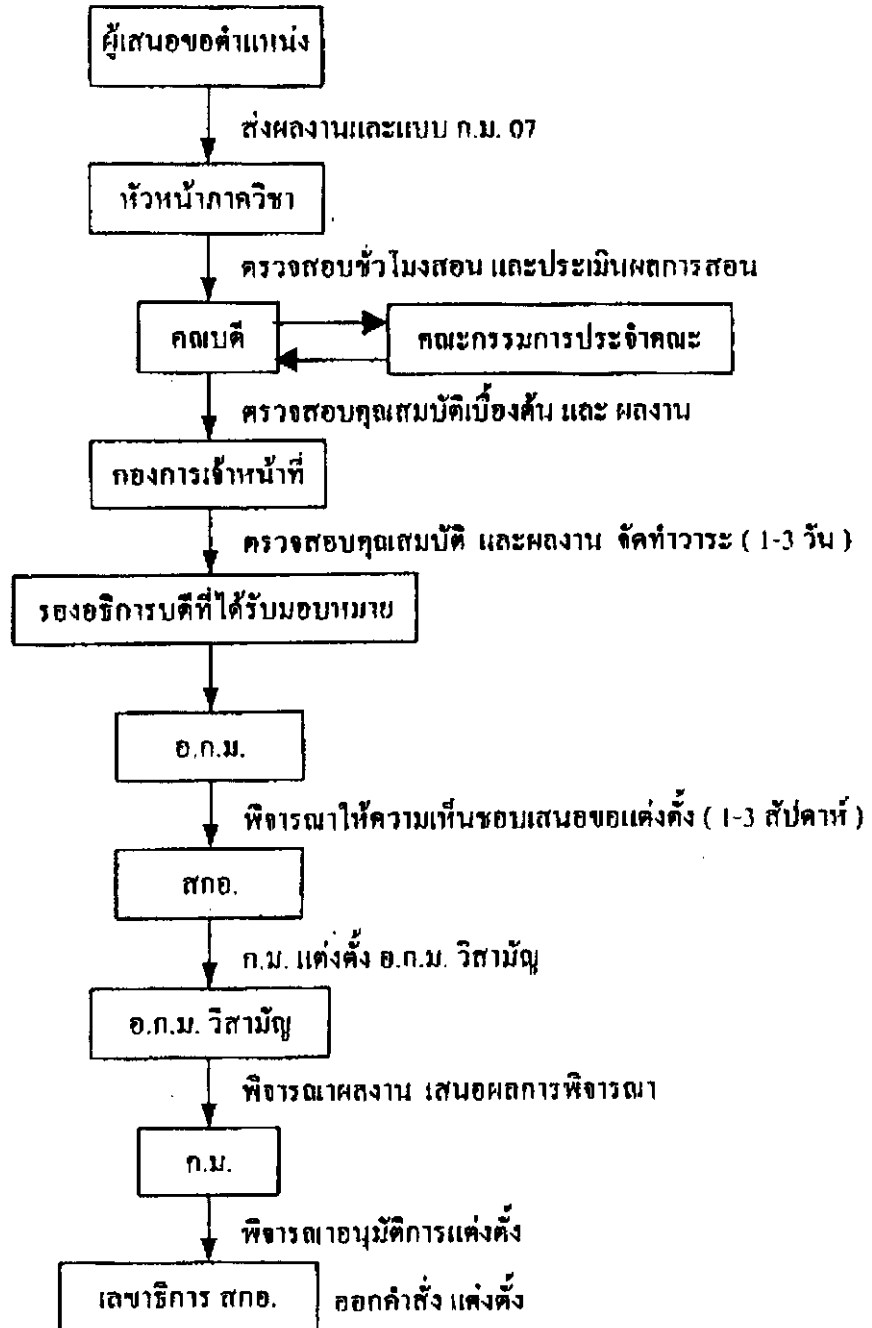 ผู้เสนอขอตำแหน่ง
ส่งผลงานและแบบ ก.ม. 07
หัวหน้าภาควิชา
ตรวจสอบชั่วโมงสอน และประเมินผลการสอน
คณบดี
คณะกรรมการประจำคณะ
ตรวจสอบคุณสมบัติเบื้องต้น และ ผลงาน
กองการเจ้าหน้าที่
ตรวจสอบคุณสมบัติ และผลงาน จัดทำวาระ ( 1-3 วัน )
รองอธิการบดีที่ได้รับมอบหมาย
อ.ก.ม.
พิจารณาให้ความเห็นชอบเสนอขอแต่งตั้ง ( 1-3 สัปดาห์ )
สกอ.
ก.ม. แต่งตั้ง อ.ก.ม. วิสามัญ
อ.ก.ม. วิสามัญ
พิจารณาผลงาน เสนอผลการพิจารณา
ก.ม.
พิจารณาอนุมัติการแต่งตั้ง
เลขาธิการ สกอ. ออกคำสั่ง แต่งตั้ง